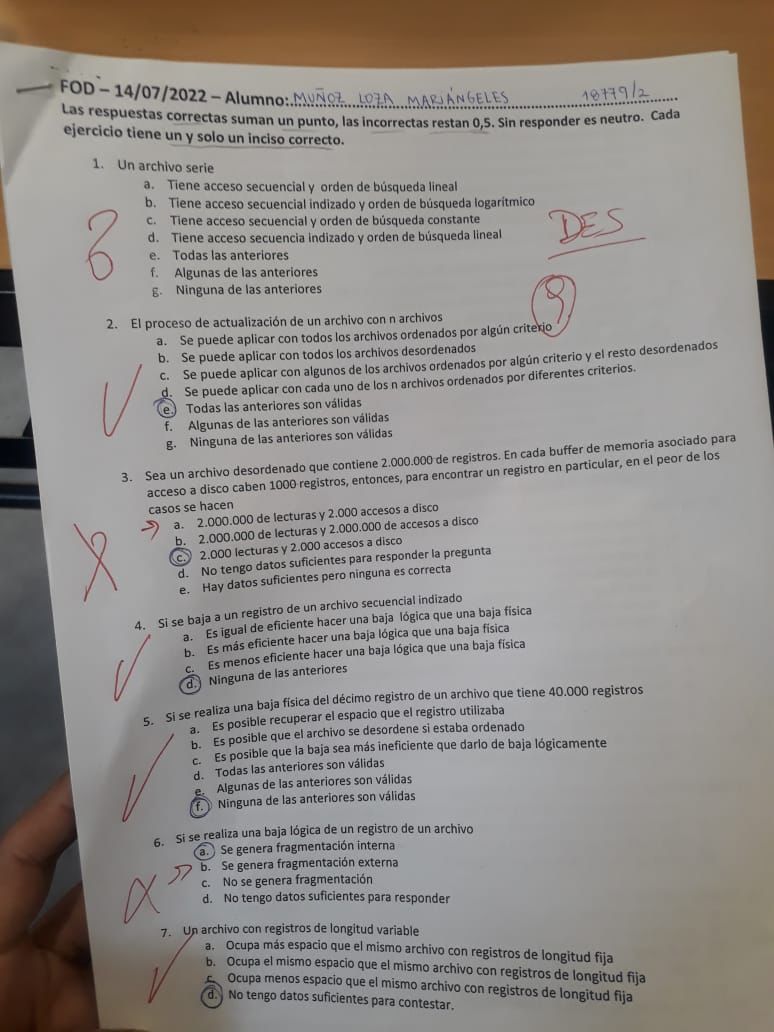 FOD – 14/07/2022 – Alumno: MUÑOZ LOZA MARIÁNGELES 18779/2
Las respuestas correctas suman un punto, las incorrectas restan 0,5. Sin responder es neutro. Cada
ejercicio tiene un y solo un inciso correcto.
1. Un archivo serie
a. Tiene acceso secuencial y orden de búsqueda lineal
b. Tiene acceso secuencial indizado y orden de búsqueda logarítmico
c. Tiene acceso secuencial y orden de búsqueda constante
d. Tiene acceso secuencia indizado y orden de búsqueda lineal
e. Todas las anteriores
f. Algunas de las anteriores
g. Ninguna de las anteriores
DES
2. El proceso de actualización de un archivo con n archivos
a. Se puede aplicar con todos los archivos ordenados por algún criterio
b. Se puede aplicar con todos los archivos desordenados
c. Se puede aplicar con algunos de los archivos ordenados por algún criterio y el resto desordenados
d. Se puede aplicar con cada uno de los n archivos ordenados por diferentes criterios.
e. Todas las anteriores son válidas
f. Algunas de las anteriores son válidas
g. Ninguna de las anteriores son válidas
3. Sea un archivo desordenado que contiene 2.000.000 de registros. En cada buffer de memoria asociado para
acceso a disco caben 1000 registros, entonces, para encontrar un registro en particular, en el peor de los
casos se hacen
a. 2.000.000 de lecturas y 2.000 accesos a disco
b. 2.000.000 de lecturas y 2.000.000 de accesos a disco
c. 2.000 lecturas y 2.000 accesos a disco
d. No tengo datos suficientes para responder la pregunta
e. Hay datos suficientes pero ninguna es correcta
4. Si se baja a un registro de un archivo secuencial indizado
a. Es igual de eficiente hacer una baja lógica que una baja física
b. Es más eficiente hacer una baja lógica que una baja física
c. Es menos eficiente hacer una baja lógica que una baja física
d. Ninguna de las anteriores
5. Si se realiza una baja física del décimo registro de un archivo que tiene 40.000 registros
a. Es posible recuperar el espacio que el registro utilizaba
b. Es posible que el archivo se desordene si estaba ordenado
c. Es posible que la baja sea más ineficiente que darlo de baja lógicamente
d. Todas las anteriores son válidas
e. Algunas de las anteriores son válidas
f. Ninguna de las anteriores son válidas
6. Si se realiza una baja lógica de un registro de un archivo
a. Se genera fragmentación interna
b. Se genera fragmentación externa
c. No se genera fragmentación
d. No tengo datos suficientes para responder
7. Un archivo con registros de longitud variable
a. Ocupa más espacio que el mismo archivo con registros de longitud fija
b. Ocupa el mismo espacio que el mismo archivo con registros de longitud fija
c. Ocupa menos espacio que el mismo archivo con registros de longitud fija
d. No tengo datos suficientes para contestar.